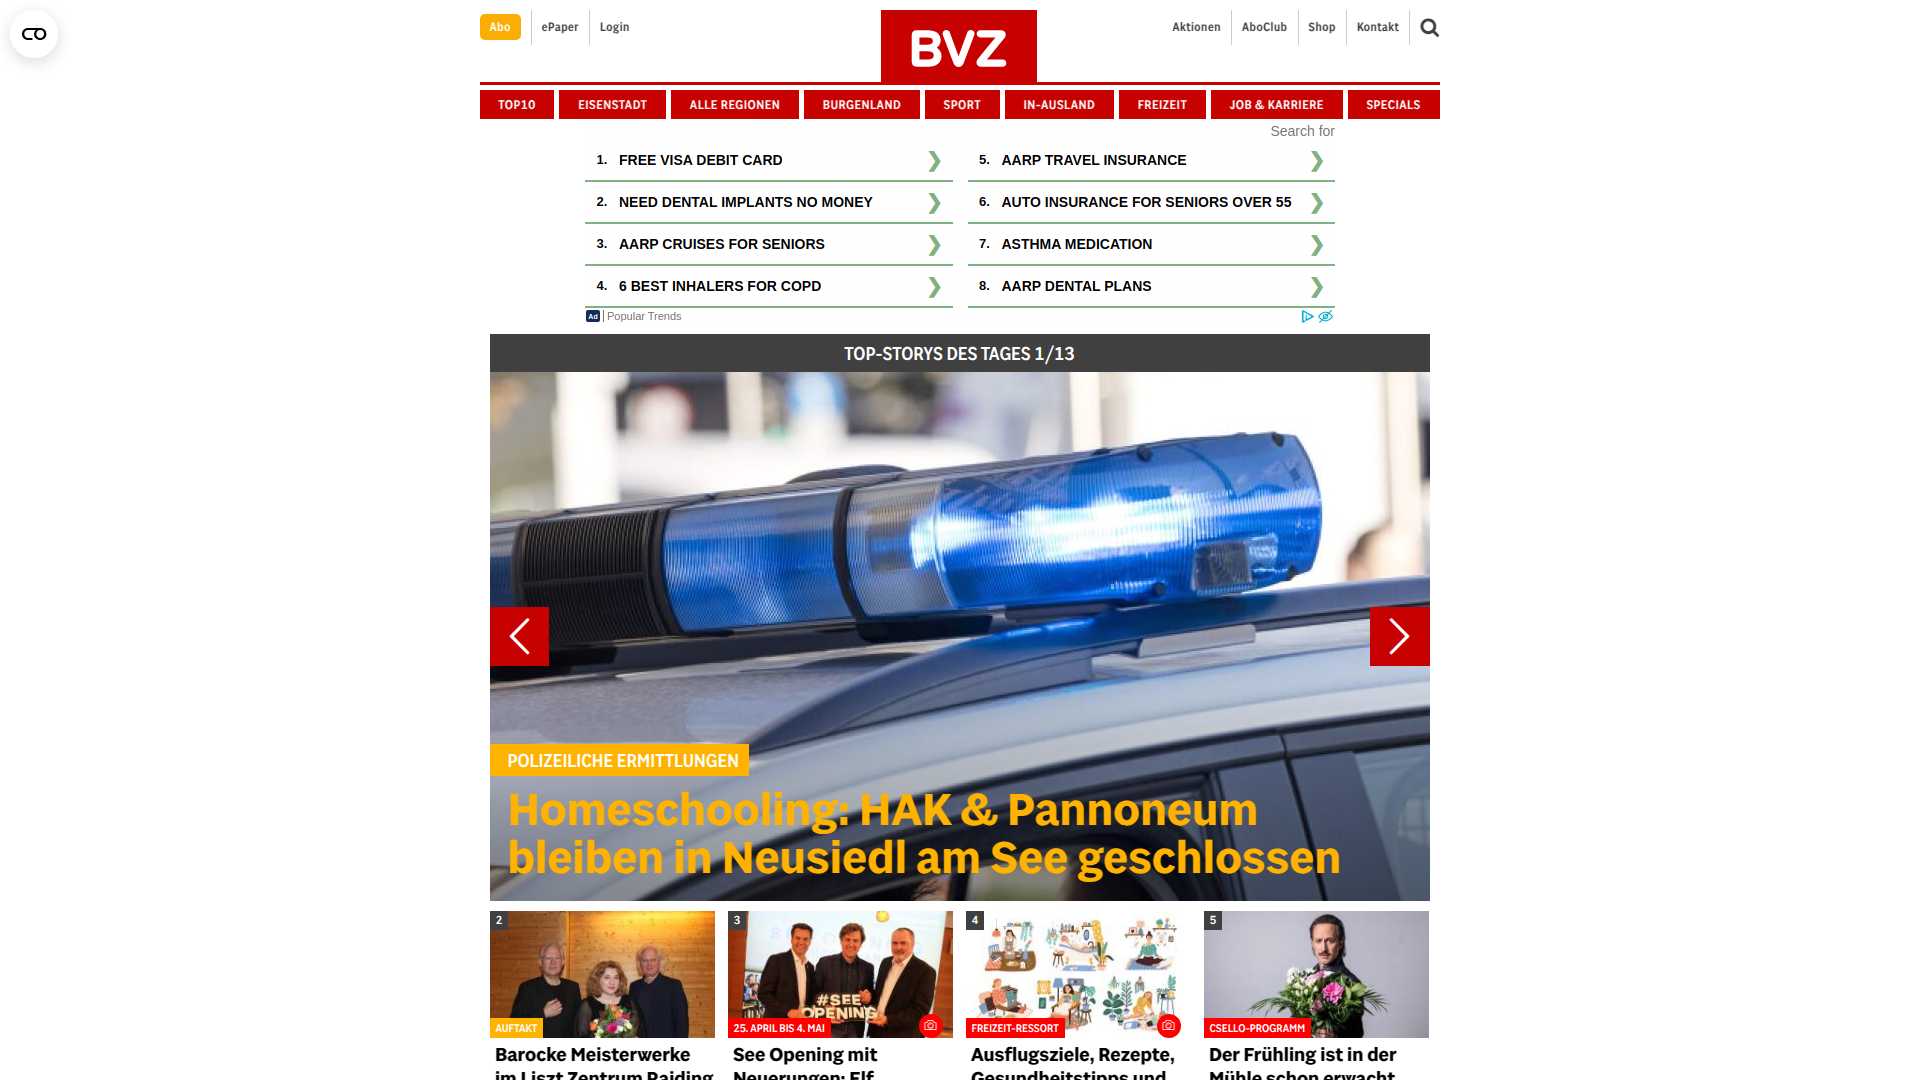 Abo
ePaper
Login
BVZ
Aktionen
AboClub
Shop
Kontakt
TOP10
EISENSTADT
ALLE REGIONEN
BURGENLAND
SPORT
IN-AUSLAND
FREIZEIT
JOB & KARRIERE
SPECIALS
Search for
1. FREE VISA DEBIT CARD
2. NEED DENTAL IMPLANTS NO MONEY
3. AARP CRUISES FOR SENIORS
4. 6 BEST INHALERS FOR COPD
5. AARP TRAVEL INSURANCE
6. AUTO INSURANCE FOR SENIORS OVER 55
7. ASTHMA MEDICATION
8. AARP DENTAL PLANS
Ad | Popular Trends
TOP-STORYS DES TAGES 1/13
POLIZEILICHE ERMITTLUNGEN
Homeschooling: HAK & Pannoneum
bleiben in Neusiedl am See geschlossen
2
AUFTAKT
Barocke Meisterwerke
im Liszt Zentrum Raiding
3
#SEE
OPENING
25. APRIL BIS 4. MAI
See Opening mit
Neuerungen: Elf
4
FREIZEIT-RESSORT
Ausflugsziele, Rezepte,
Gesundheitstipps und
5
CSELLO-PROGRAMM
Der Frühling ist in der
Mühle schon erwacht